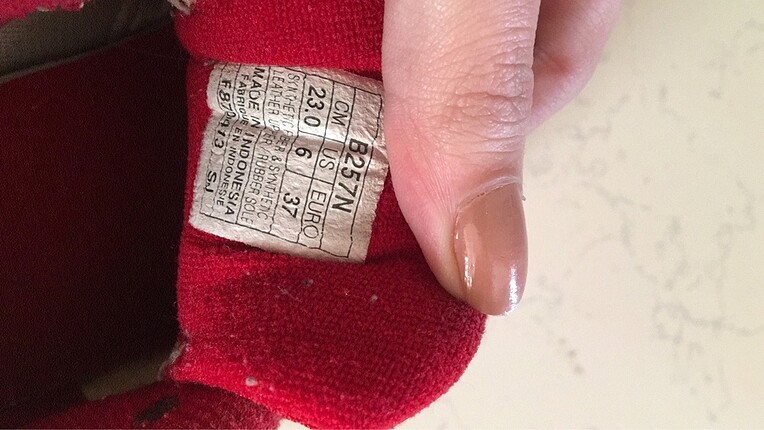 B257N
CM US EURO
23.0 6 37
SYNTHETIC & SYNTHETIC
LEATHER UPPER RUBBER SOLE
MADE IN INDONESIA
FABRIQUE EN INDONESIE
SJ